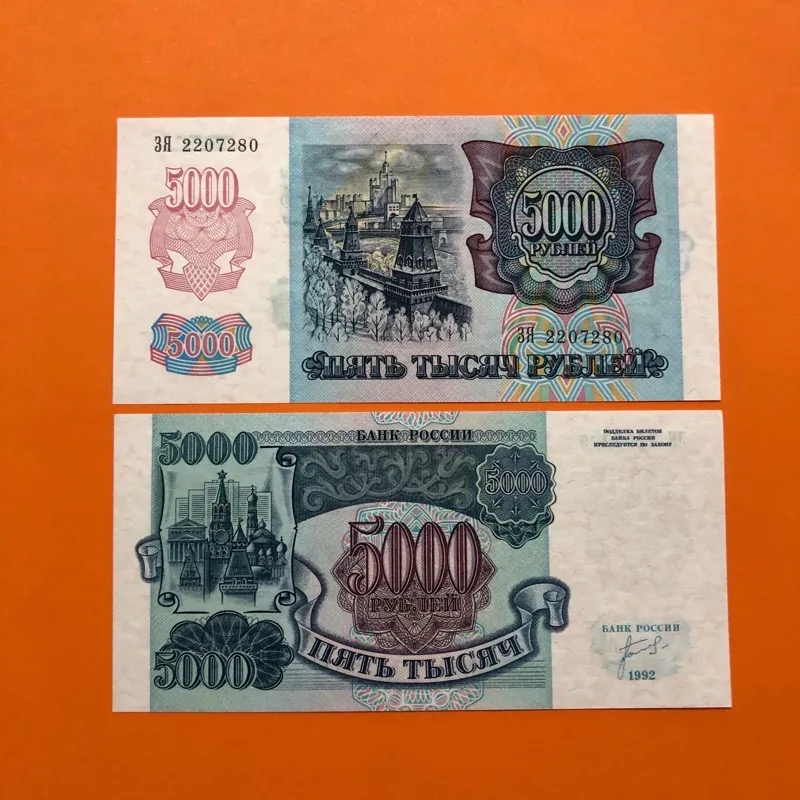 ЗЯ 2207280
5000
5000
5000
РУБЛЕЙ
ЗЯ 2207280
ПЯТЬ ТЫСЯЧ РУБЛЕЙ
5000
БАНК РОССИИ
ПОДДЕЛКА БИЛЕТОВ
БАНКА РОССИИ
ПРЕСЛЕДУЕТСЯ ПО ЗАКОНУ
5000
5000
РУБЛЕЙ
ПЯТЬ ТЫСЯЧ
5000
БАНК РОССИИ
1992